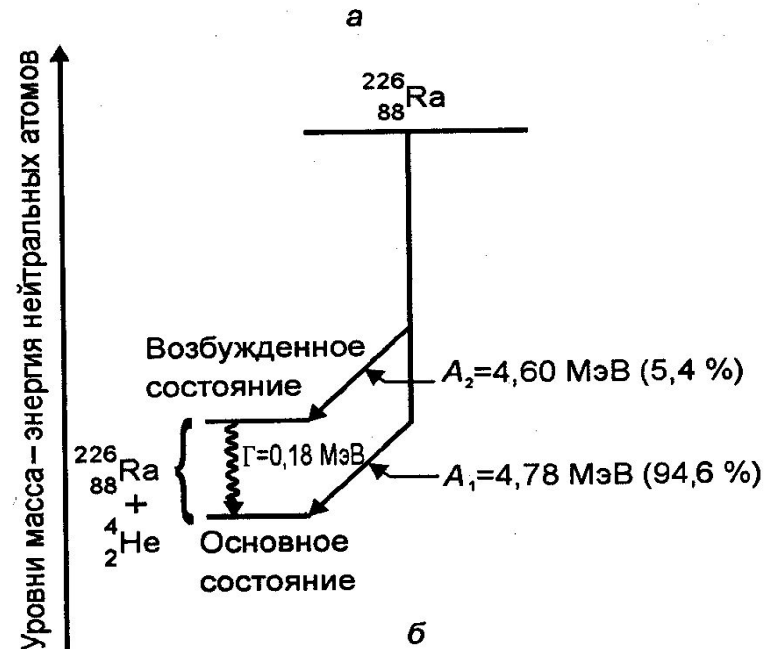 а
Уровни масса – энергия нейтральных атомов
226
88Ra
Возбужденное
состояние
A2=4,60 МэВ (5,4 %)
Г=0,18 МэВ
226
88Ra
+
4
2He
A1=4,78 МэВ (94,6 %)
Основное
состояние
б